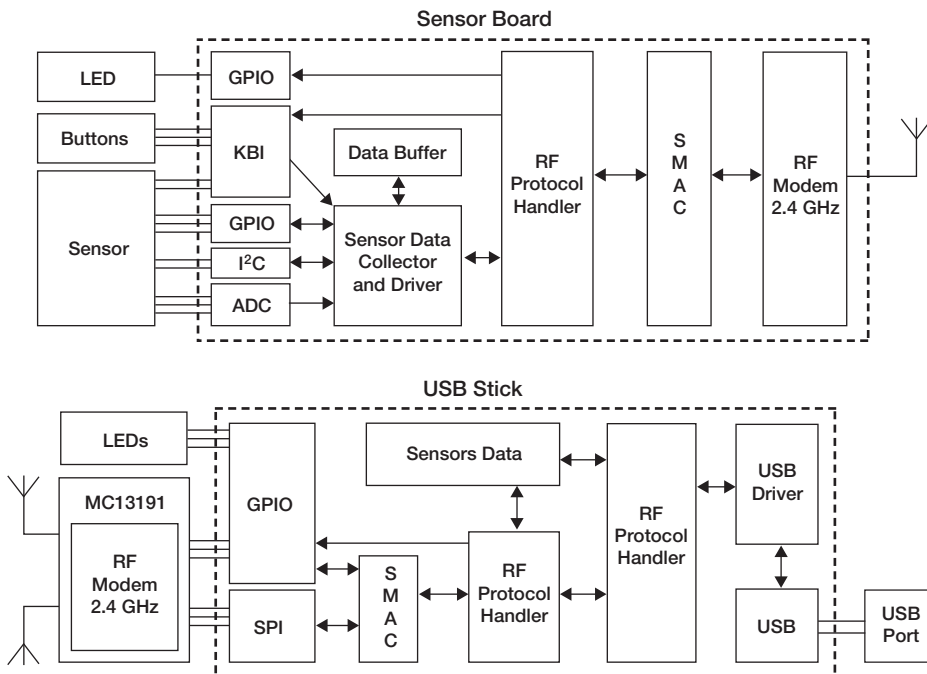 Sensor Board
LED
GPIO
Buttons
KBI
Data Buffer
Sensor
GPIO
I²C
ADC
Sensor Data
Collector
and Driver
RF
Protocol
Handler
S
M
A
C
RF
Modem
2.4 GHz
USB Stick
LEDs
MC13191
RF
Modem
2.4 GHz
GPIO
SPI
S
M
A
C
Sensors Data
RF
Protocol
Handler
RF
Protocol
Handler
USB
Driver
USB
USB
Port